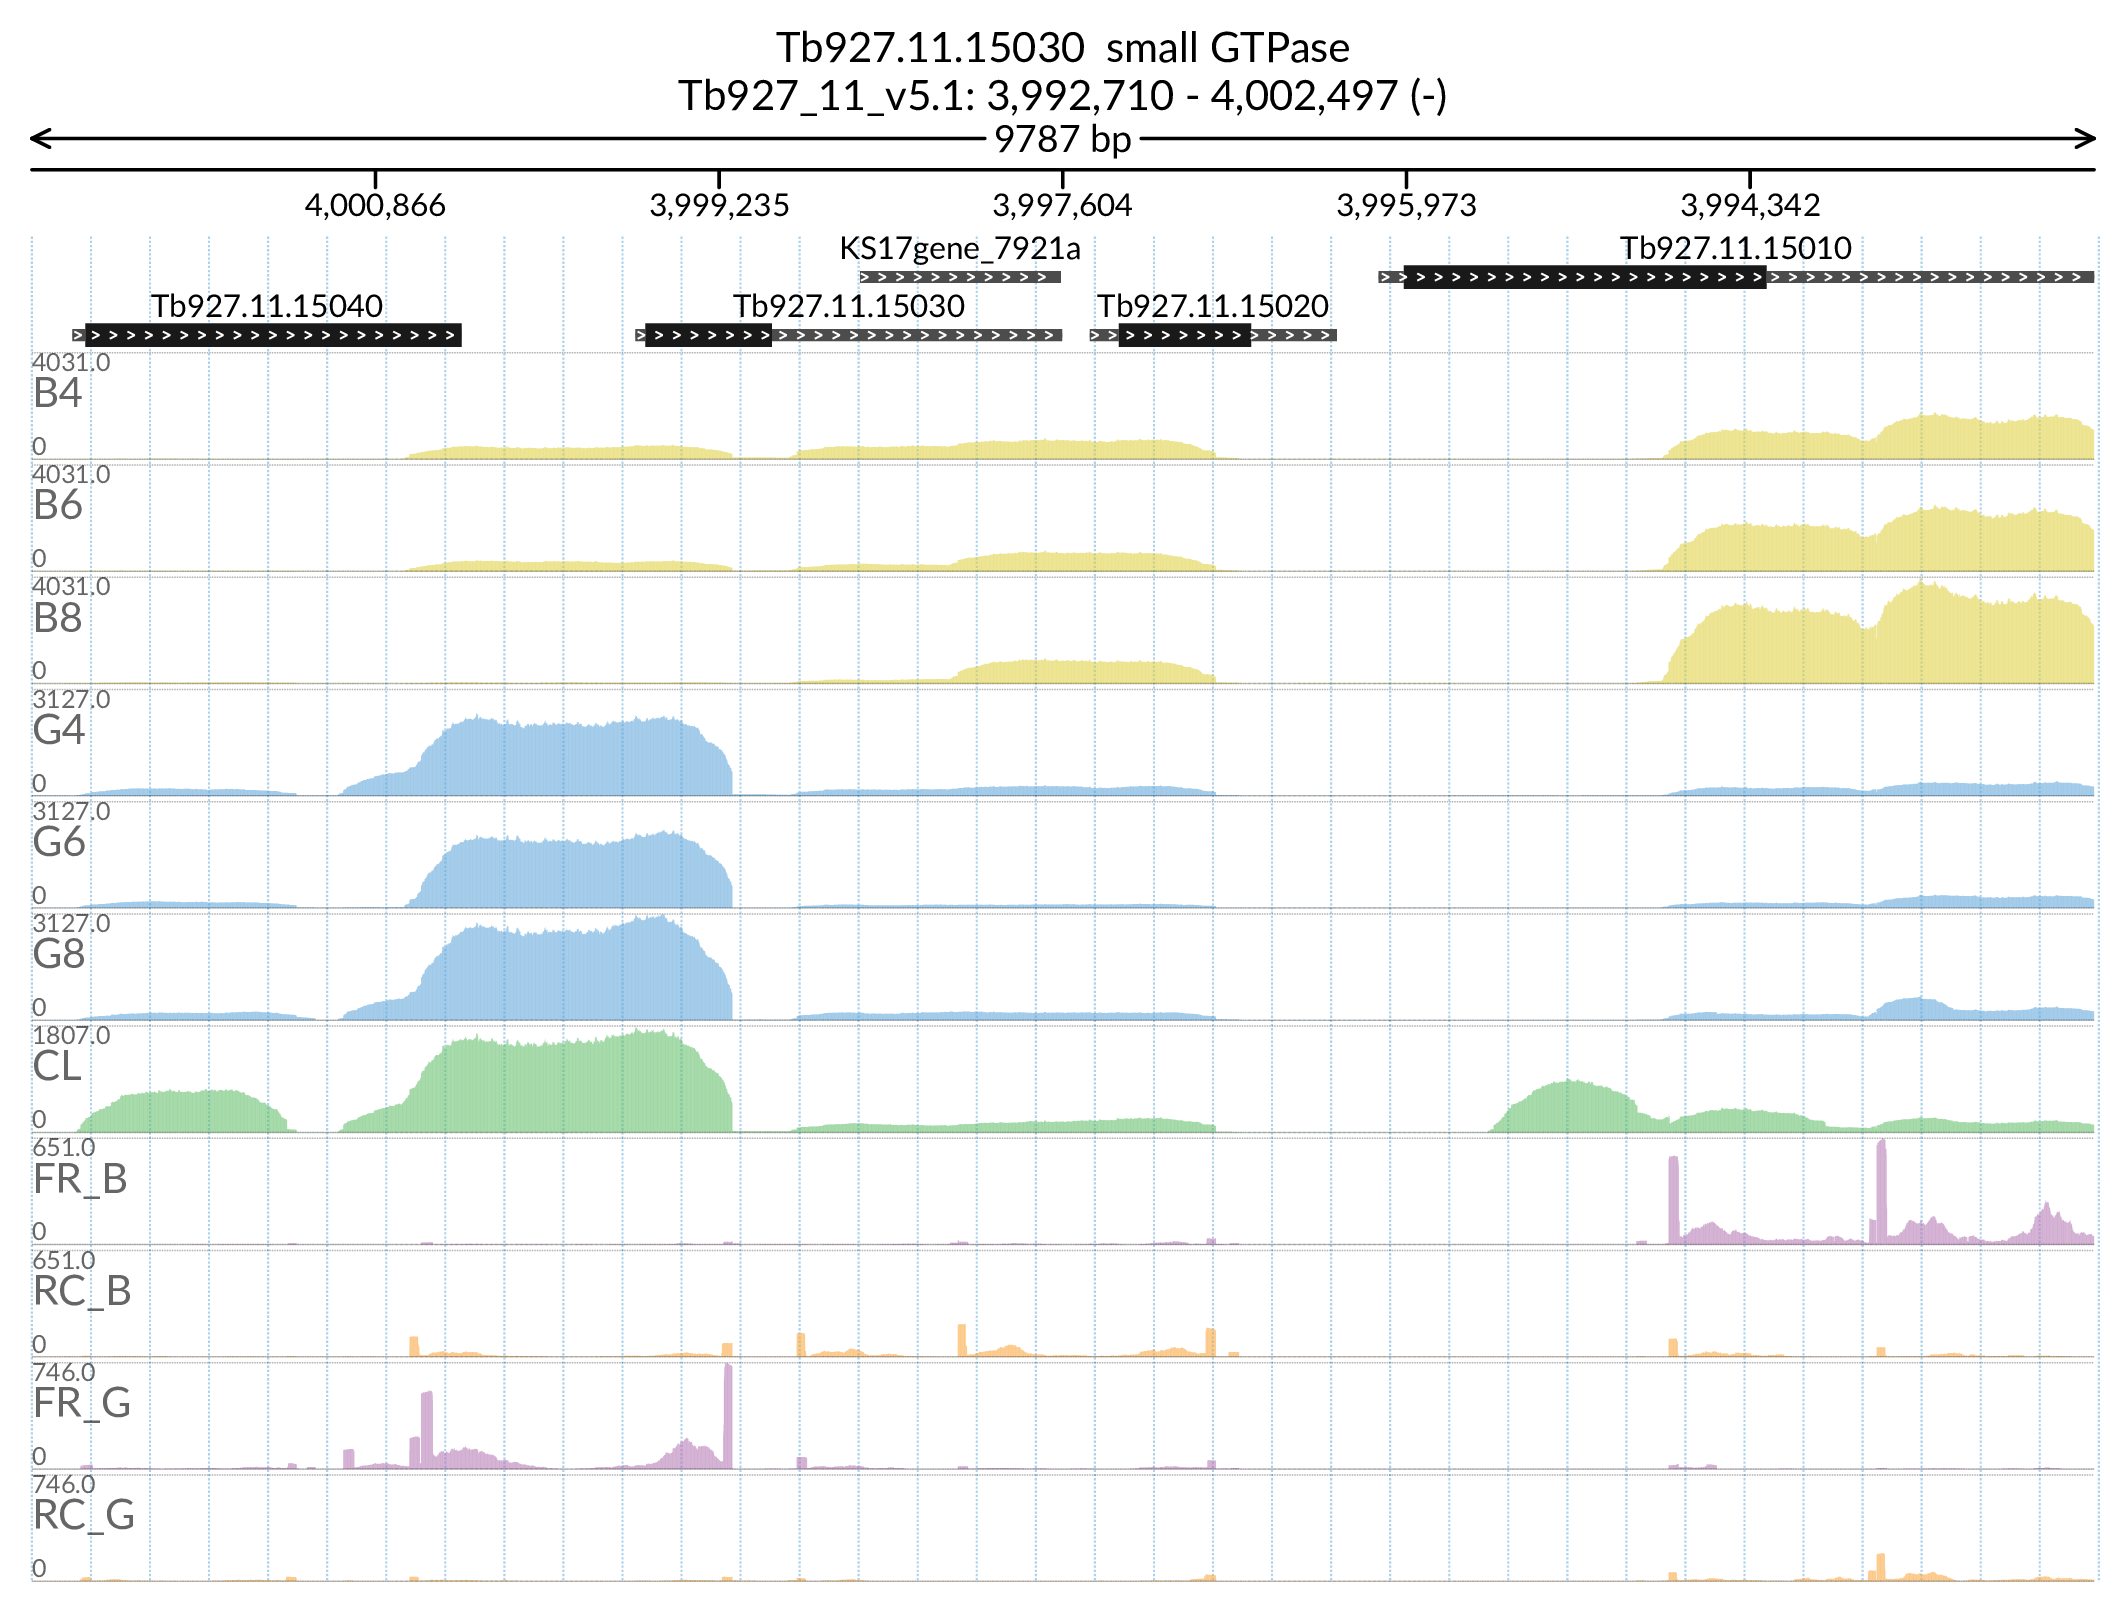 Tb927.11.15030  small GTPase
Tb927_11_v5.1: 3,992,710 - 4,002,497 (-)
9787 bp
4,000,866 3,999,235 3,997,604 3,995,973 3,994,342
KS17gene_7921a Tb927.11.15010
Tb927.11.15040 Tb927.11.15030 Tb927.11.15020
4031.0
B4
0
4031.0
B6
0
4031.0
B8
0
3127.0
G4
0
3127.0
G6
0
3127.0
G8
0
1807.0
CL
0
651.0
FR_B
0
651.0
RC_B
0
746.0
FR_G
0
746.0
RC_G
0